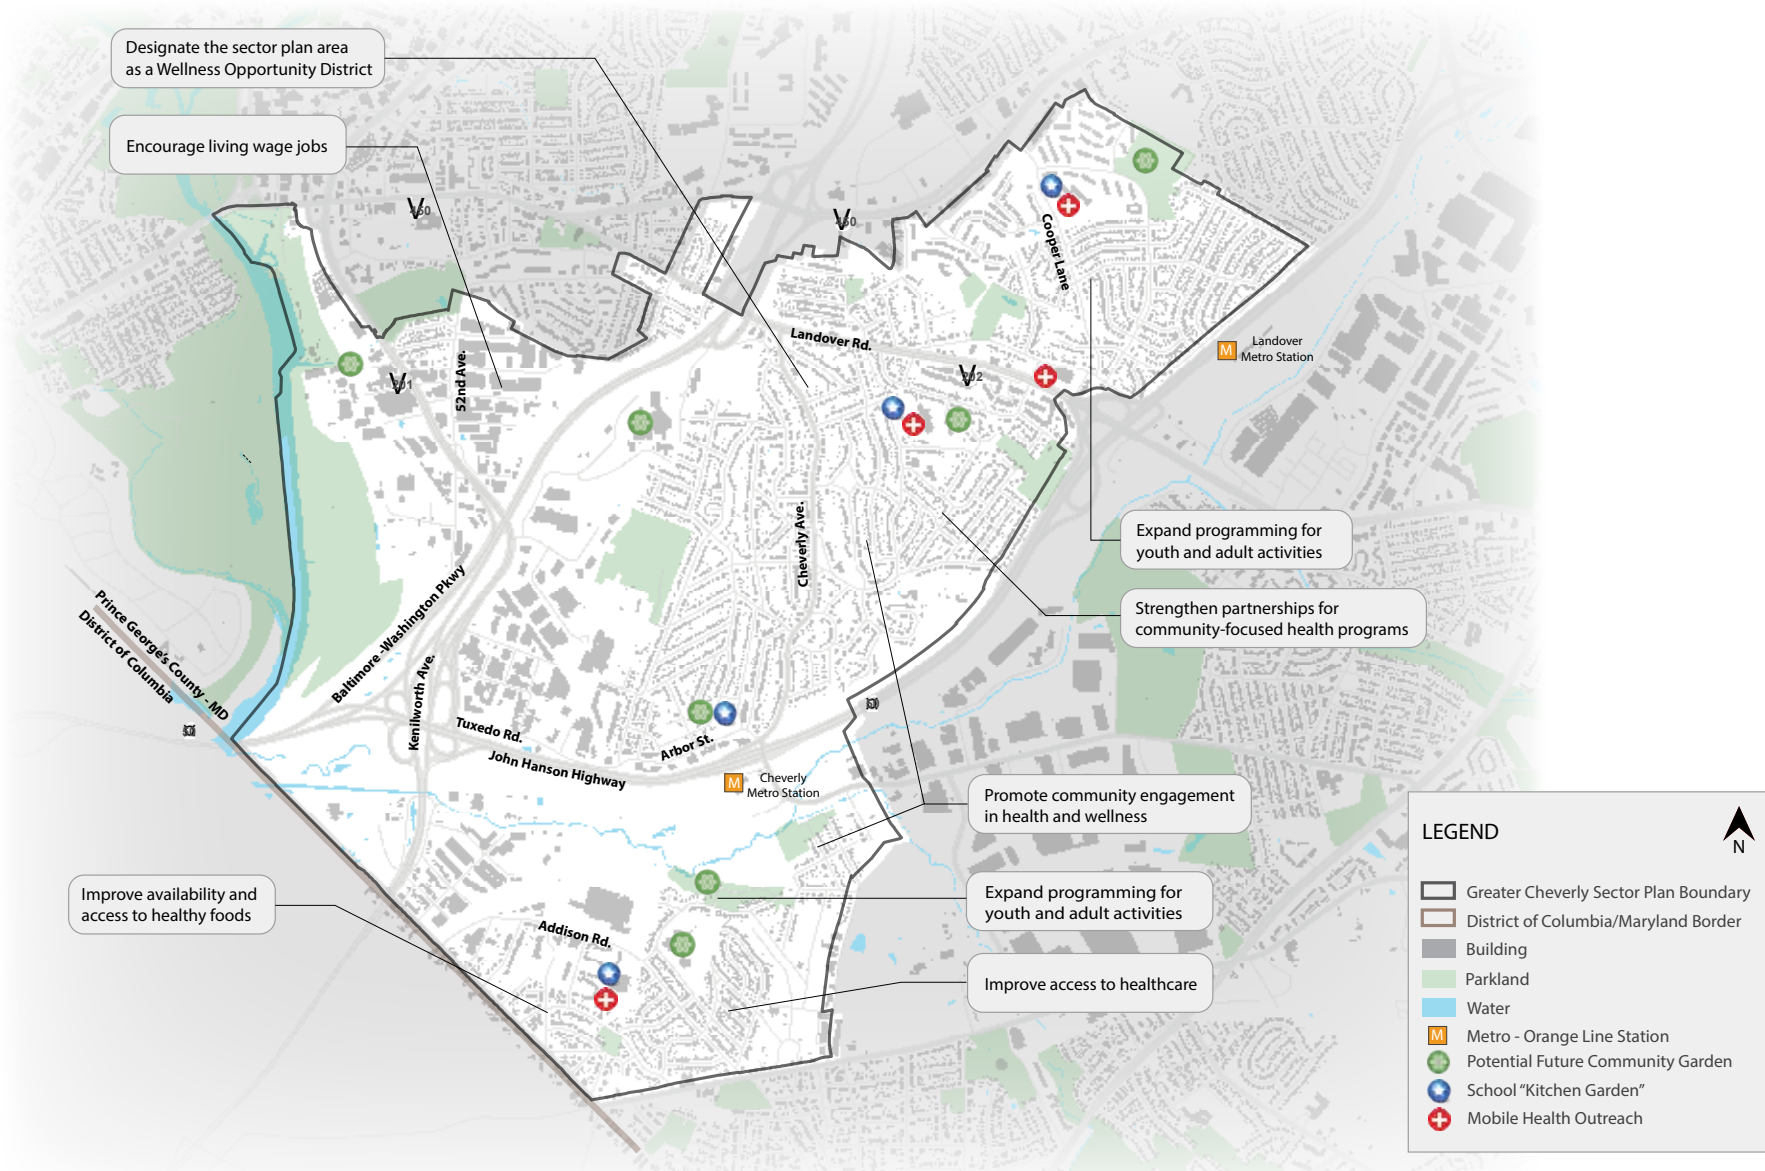 Designate the sector plan area
as a Wellness Opportunity District
Encourage living wage jobs
450
450
Cooper Lane
Landover
Metro Station
Landover Rd.
202
201
52nd Ave.
Cheverly Ave.
Expand programming for
youth and adult activities
Strengthen partnerships for
community-focused health programs
Baltimore -Washington Pkwy
Prince George's County - MD
District of Columbia
Kenilworth Ave.
Tuxedo Rd.
Arbor St.
John Hanson Highway
50
Cheverly
Metro Station
Promote community engagement
in health and wellness
Improve availability and
access to healthy foods
Expand programming for
youth and adult activities
Addison Rd.
Improve access to healthcare
LEGEND
N
Greater Cheverly Sector Plan Boundary
District of Columbia/Maryland Border
Building
Parkland
Water
M
Metro - Orange Line Station
Potential Future Community Garden
School “Kitchen Garden”
Mobile Health Outreach